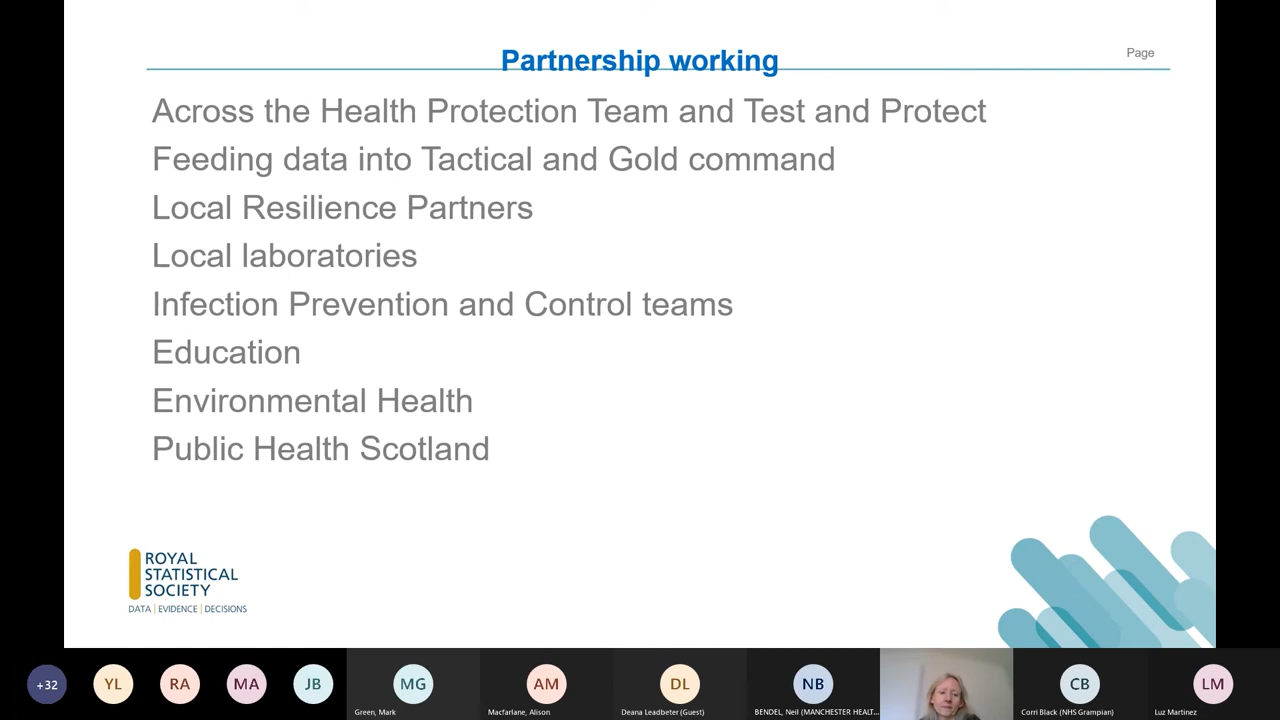 Partnership working
Page
Across the Health Protection Team and Test and Protect
Feeding data into Tactical and Gold command
Local Resilience Partners
Local laboratories
Infection Prevention and Control teams
Education
Environmental Health
Public Health Scotland
ROYAL
STATISTICAL
SOCIETY
DATA | EVIDENCE | DECISIONS
+32
YL
RA
MA
JB
MG
AM
DL
NB
CB
LM
Green, Mark
Macfarlane, Alison
Deana Leadbeter (Guest)
BENDEL, Neil (MANCHESTER HEALT...
Corri Black (NHS Grampian)
Luz Martinez